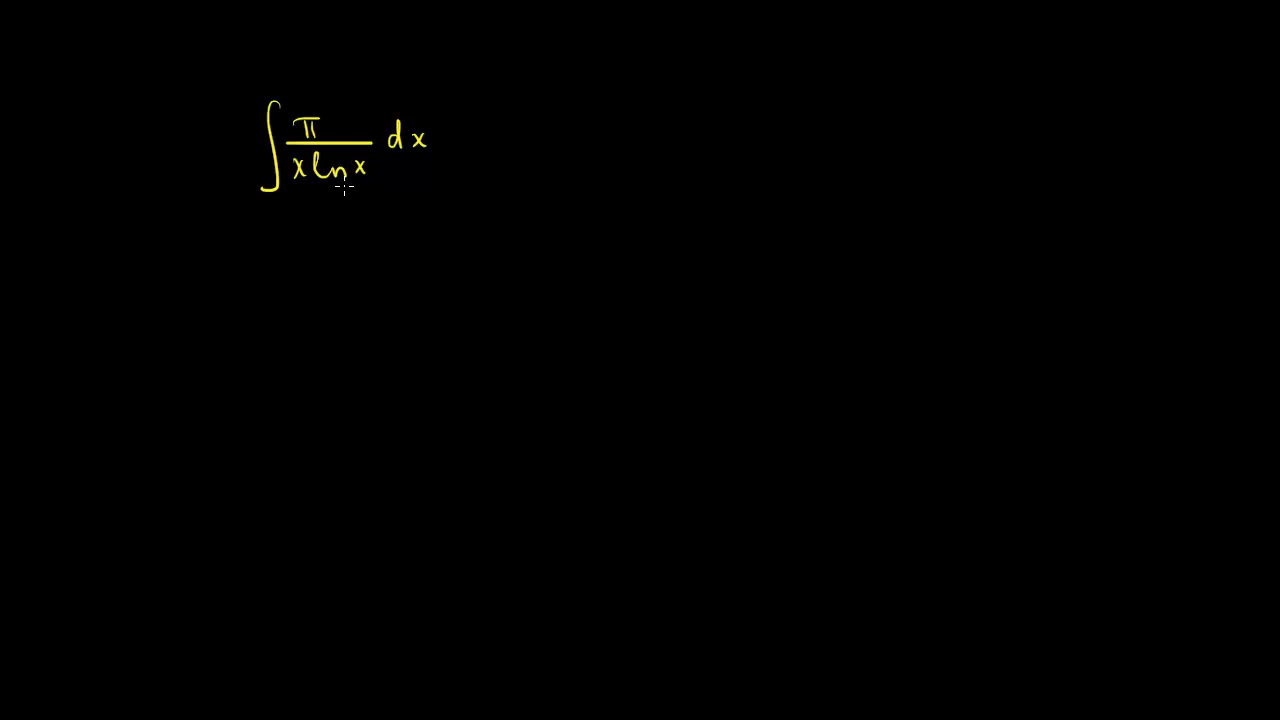 ∫ π / (x ln x) dx